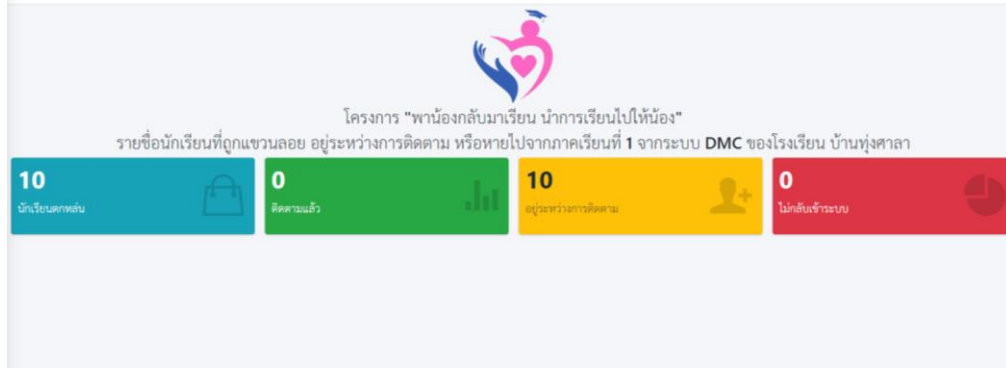 โครงการ "พาน้องกลับมาเรียน นำการเรียนไปให้น้อง"
รายชื่อนักเรียนที่ถูกแขวนลอย อยู่ระหว่างการติดตาม หรือหายไปจากภาคเรียนที่ 1 จากระบบ DMC ของโรงเรียน บ้านทุ่งศาลา
10
นักเรียนตกหล่น
0
ติดตามแล้ว
10
อยู่ระหว่างการติดตาม
0
ไม่กลับเข้าระบบ